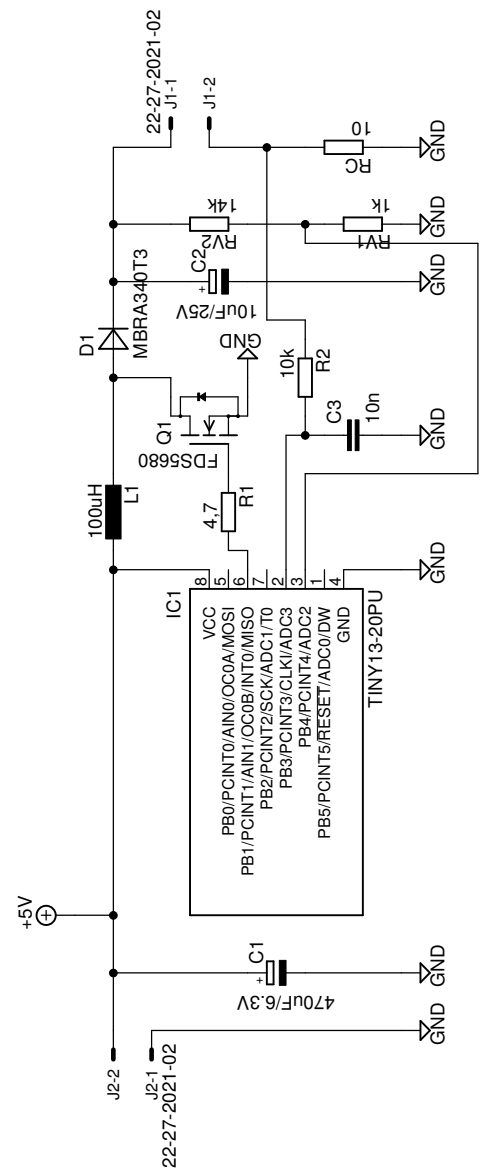 22-27-2021-02
J1-1
J1-2
10
RC
GND
14k
RV2
1k
RV1
GND
C2
+
10uF/25V
GND
D1
MBRA340T3
GND
Q1
FDS5680
10k
R2
C3
10n
GND
100uH
L1
4,7
R1
IC1
8
VCC
5
PB0/PCINT0/AIN0/OC0A/MOSI
6
PB1/PCINT1/AIN1/OC0B/INT0/MISO
7
PB2/PCINT2/SCK/ADC1/T0
2
PB3/PCINT3/CLKI/ADC3
3
PB4/PCINT4/ADC2
1
PB5/PCINT5/RESET/ADC0/DW
4
GND
TINY13-20PU
GND
+5V
C1
+
470uF/6.3V
GND
J2-2
J2-1
22-27-2021-02
GND